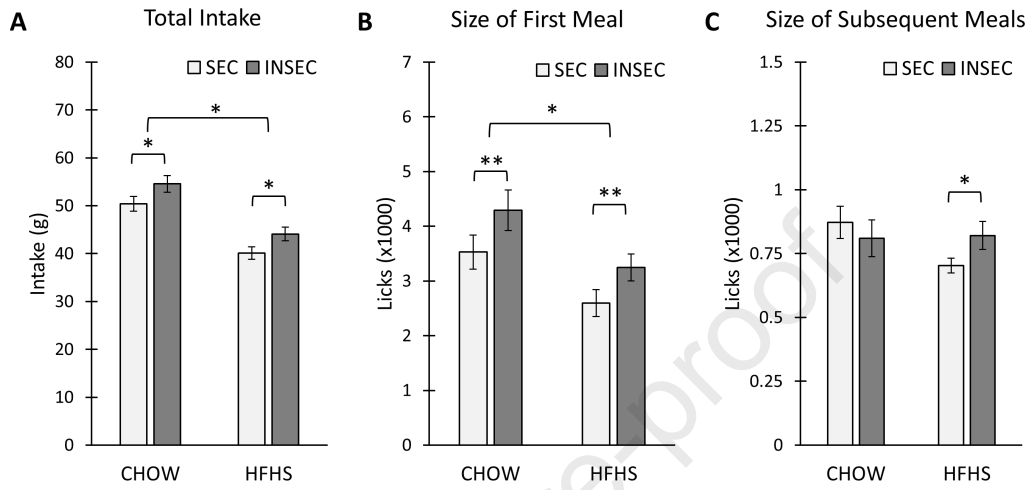 A Total Intake
SEC INSEC
Intake (g)
80
70
60
50
40
30
20
10
0
*
*
*
CHOW HFHS
B Size of First Meal
SEC INSEC
Licks (x1000)
7
6
5
4
3
2
1
0
*
**
**
CHOW HFHS
C Size of Subsequent Meals
SEC INSEC
Licks (x1000)
1.5
1.25
1
0.75
0.5
0.25
0
*
CHOW HFHS
re-proof